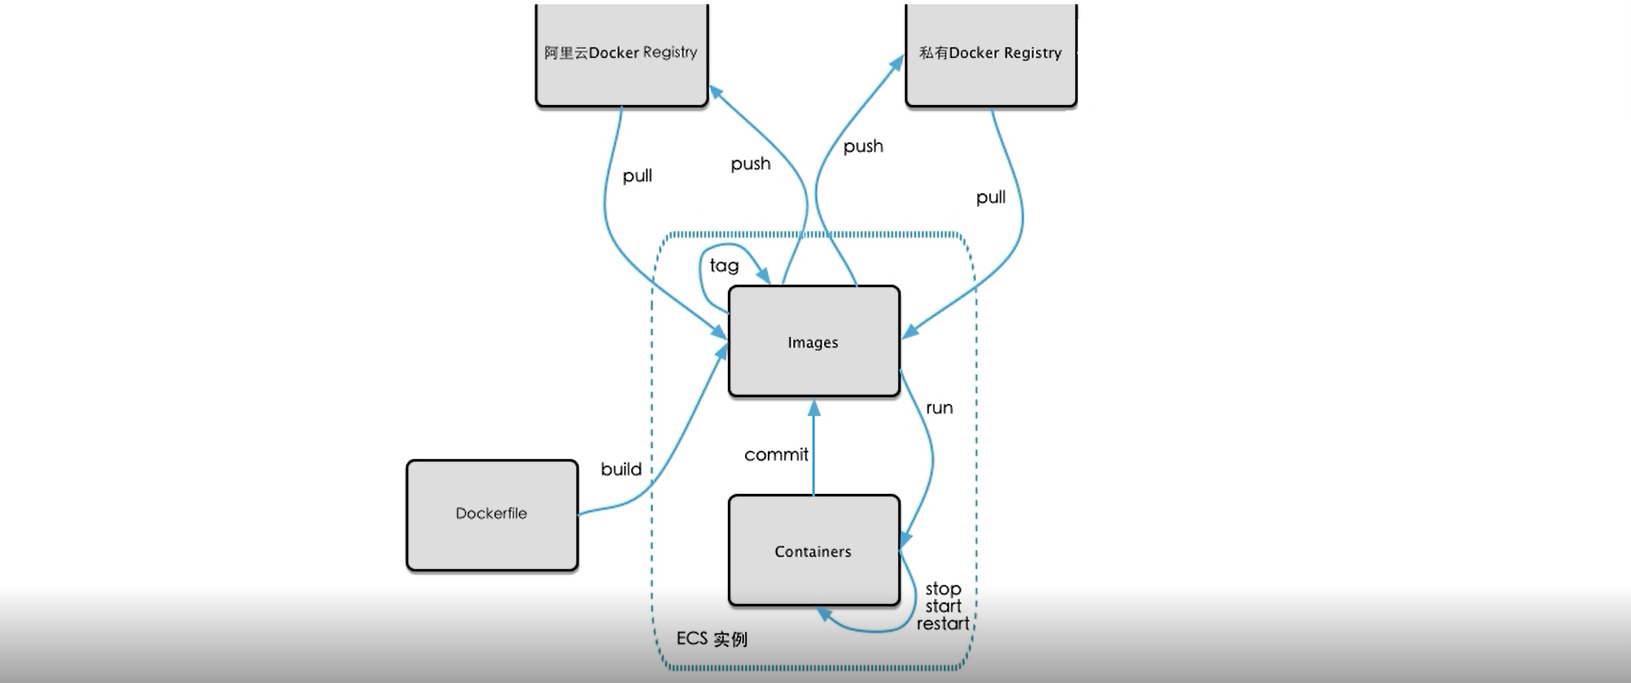 阿里云Docker Registry
私有Docker Registry
push
push
pull
pull
tag
Images
run
commit
build
Dockerfile
Containers
stop
start
restart
ECS 实例